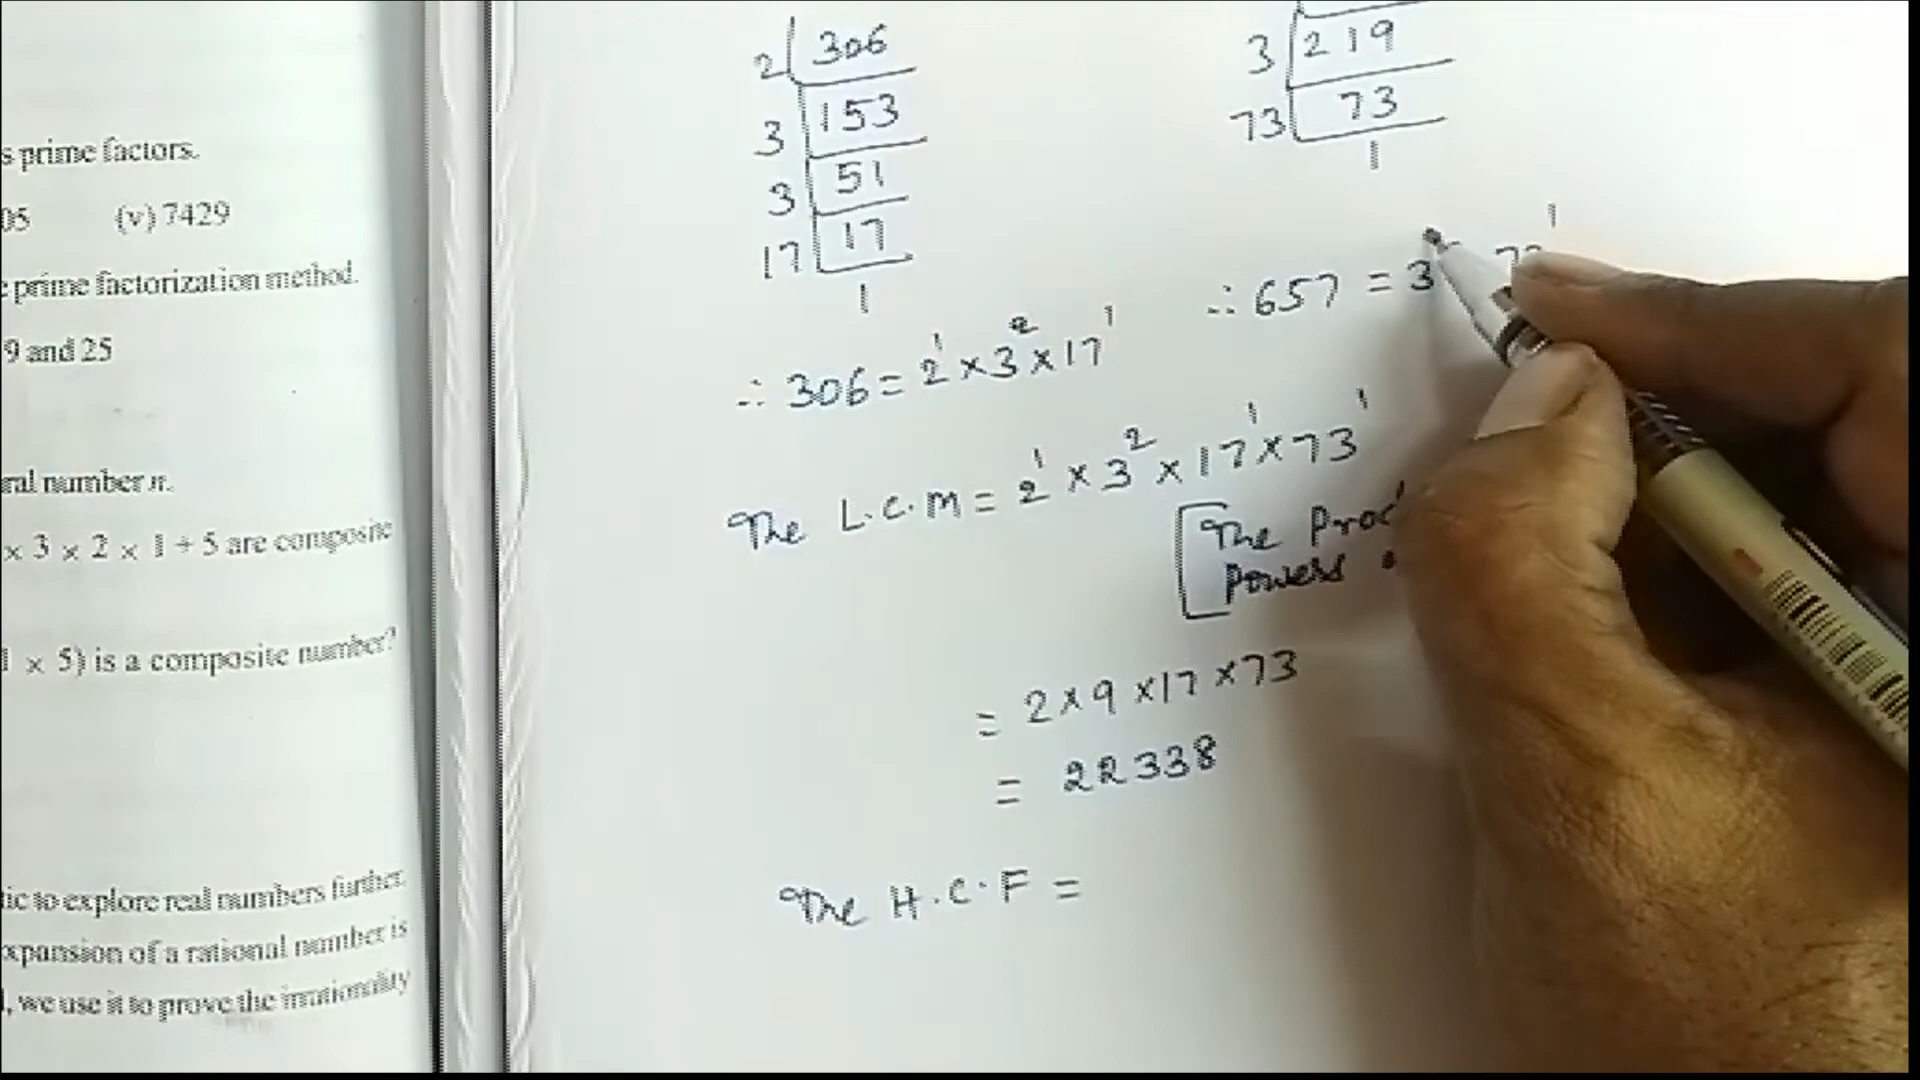 s prime factors.
05 (v) 7429
e prime factorization method.
9 and 25
ral number n.
× 3 × 2 × 1 + 5 are composite
1 × 5) is a composite number?
tic to explore real numbers further.
xpansion of a rational number is
, we use it to prove the irrationality
2 306
3 153
3 51
17 17
1
∴ 306 = 2¹ × 3² × 17¹
3 219
73 73
1
∴ 657 = 3
The L.C.M = 2¹ × 3² × 17¹ × 73¹
[The Prod
Powers
= 2 × 9 × 17 × 73
= 22338
The H.C.F =